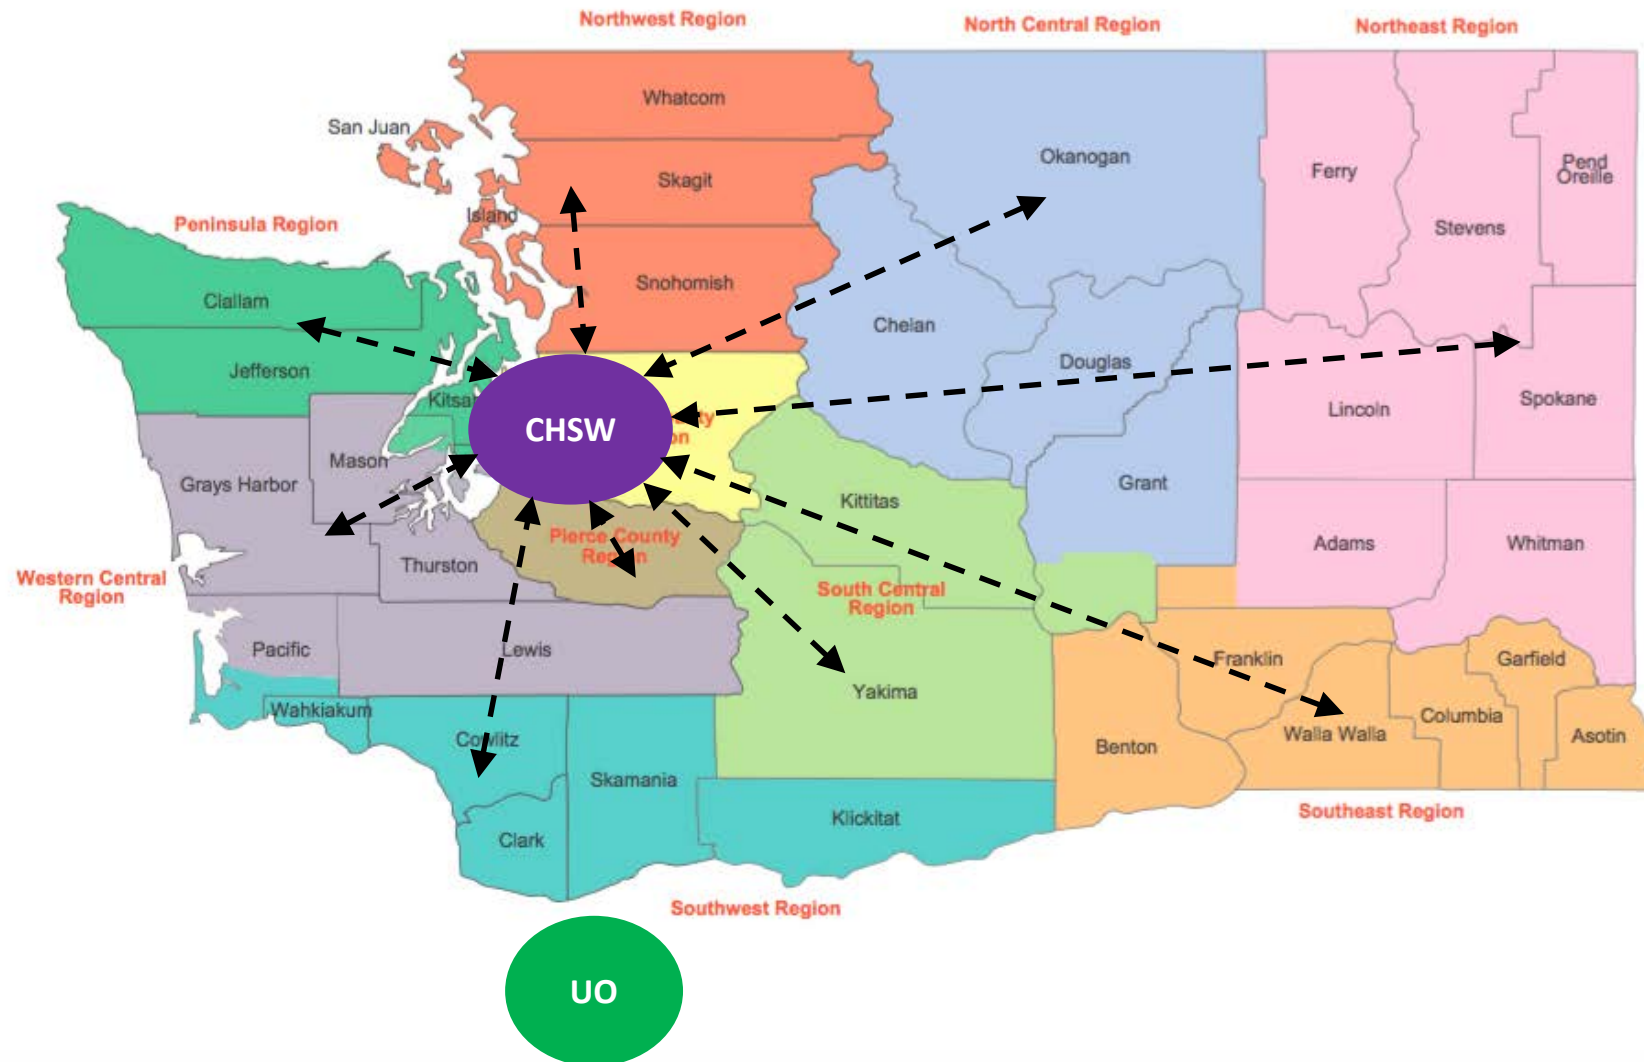 Northwest Region
North Central Region
Northeast Region
Whatcom
San Juan
Okanogan
Ferry
Pend
Oreille
Skagit
Island
Peninsula Region
Stevens
Snohomish
Clallam
Chelan
Douglas
Jefferson
Lincoln
Spokane
CHSW
Mason
Grays Harbor
Kittitas
Grant
Pierce County
Region
Adams
Whitman
Thurston
Western Central
Region
South Central
Region
Pacific
Lewis
Franklin
Garfield
Yakima
Wahkiakum
Cowlitz
Columbia
Walla Walla
Asotin
Benton
Skamania
Klickitat
Clark
Southeast Region
Southwest Region
UO